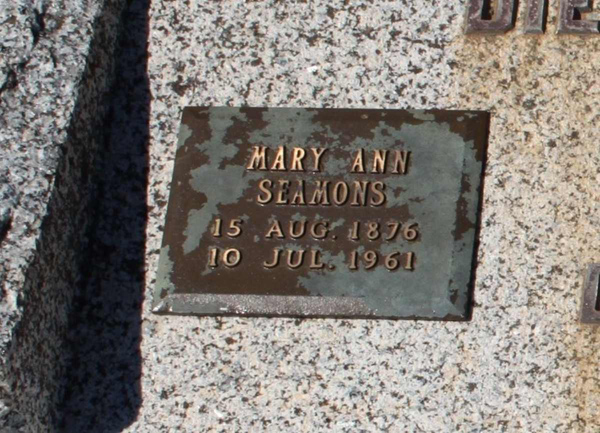 MARY ANN
SEAMONS
15 AUG. 1876
10 JUL. 1961